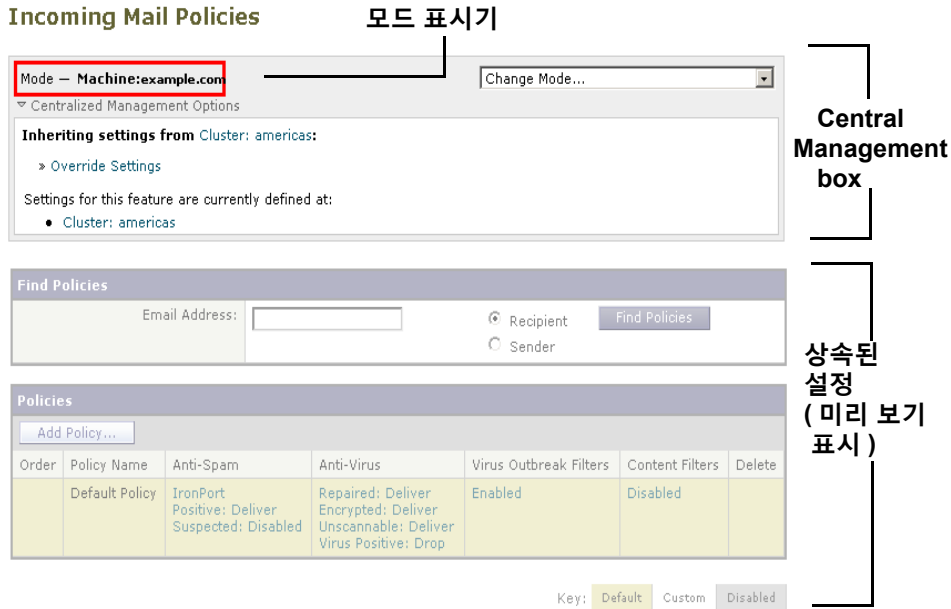 Incoming Mail Policies
모드 표시기
Mode — Machine:example.com
Change Mode...
▽ Centralized Management Options
Inheriting settings from Cluster: americas:
» Override Settings
Settings for this feature are currently defined at:
• Cluster: americas
Central
Management
box
Find Policies
Email Address:
Recipient
Sender
Find Policies
상속된
설정
( 미리 보기
표시 )
Policies
Add Policy...
Order Policy Name Anti-Spam Anti-Virus Virus Outbreak Filters Content Filters Delete
Default Policy IronPort Repaired: Deliver Enabled Disabled
Positive: Deliver Encrypted: Deliver
Suspected: Disabled Unscannable: Deliver
Virus Positive: Drop
Key: Default Custom Disabled